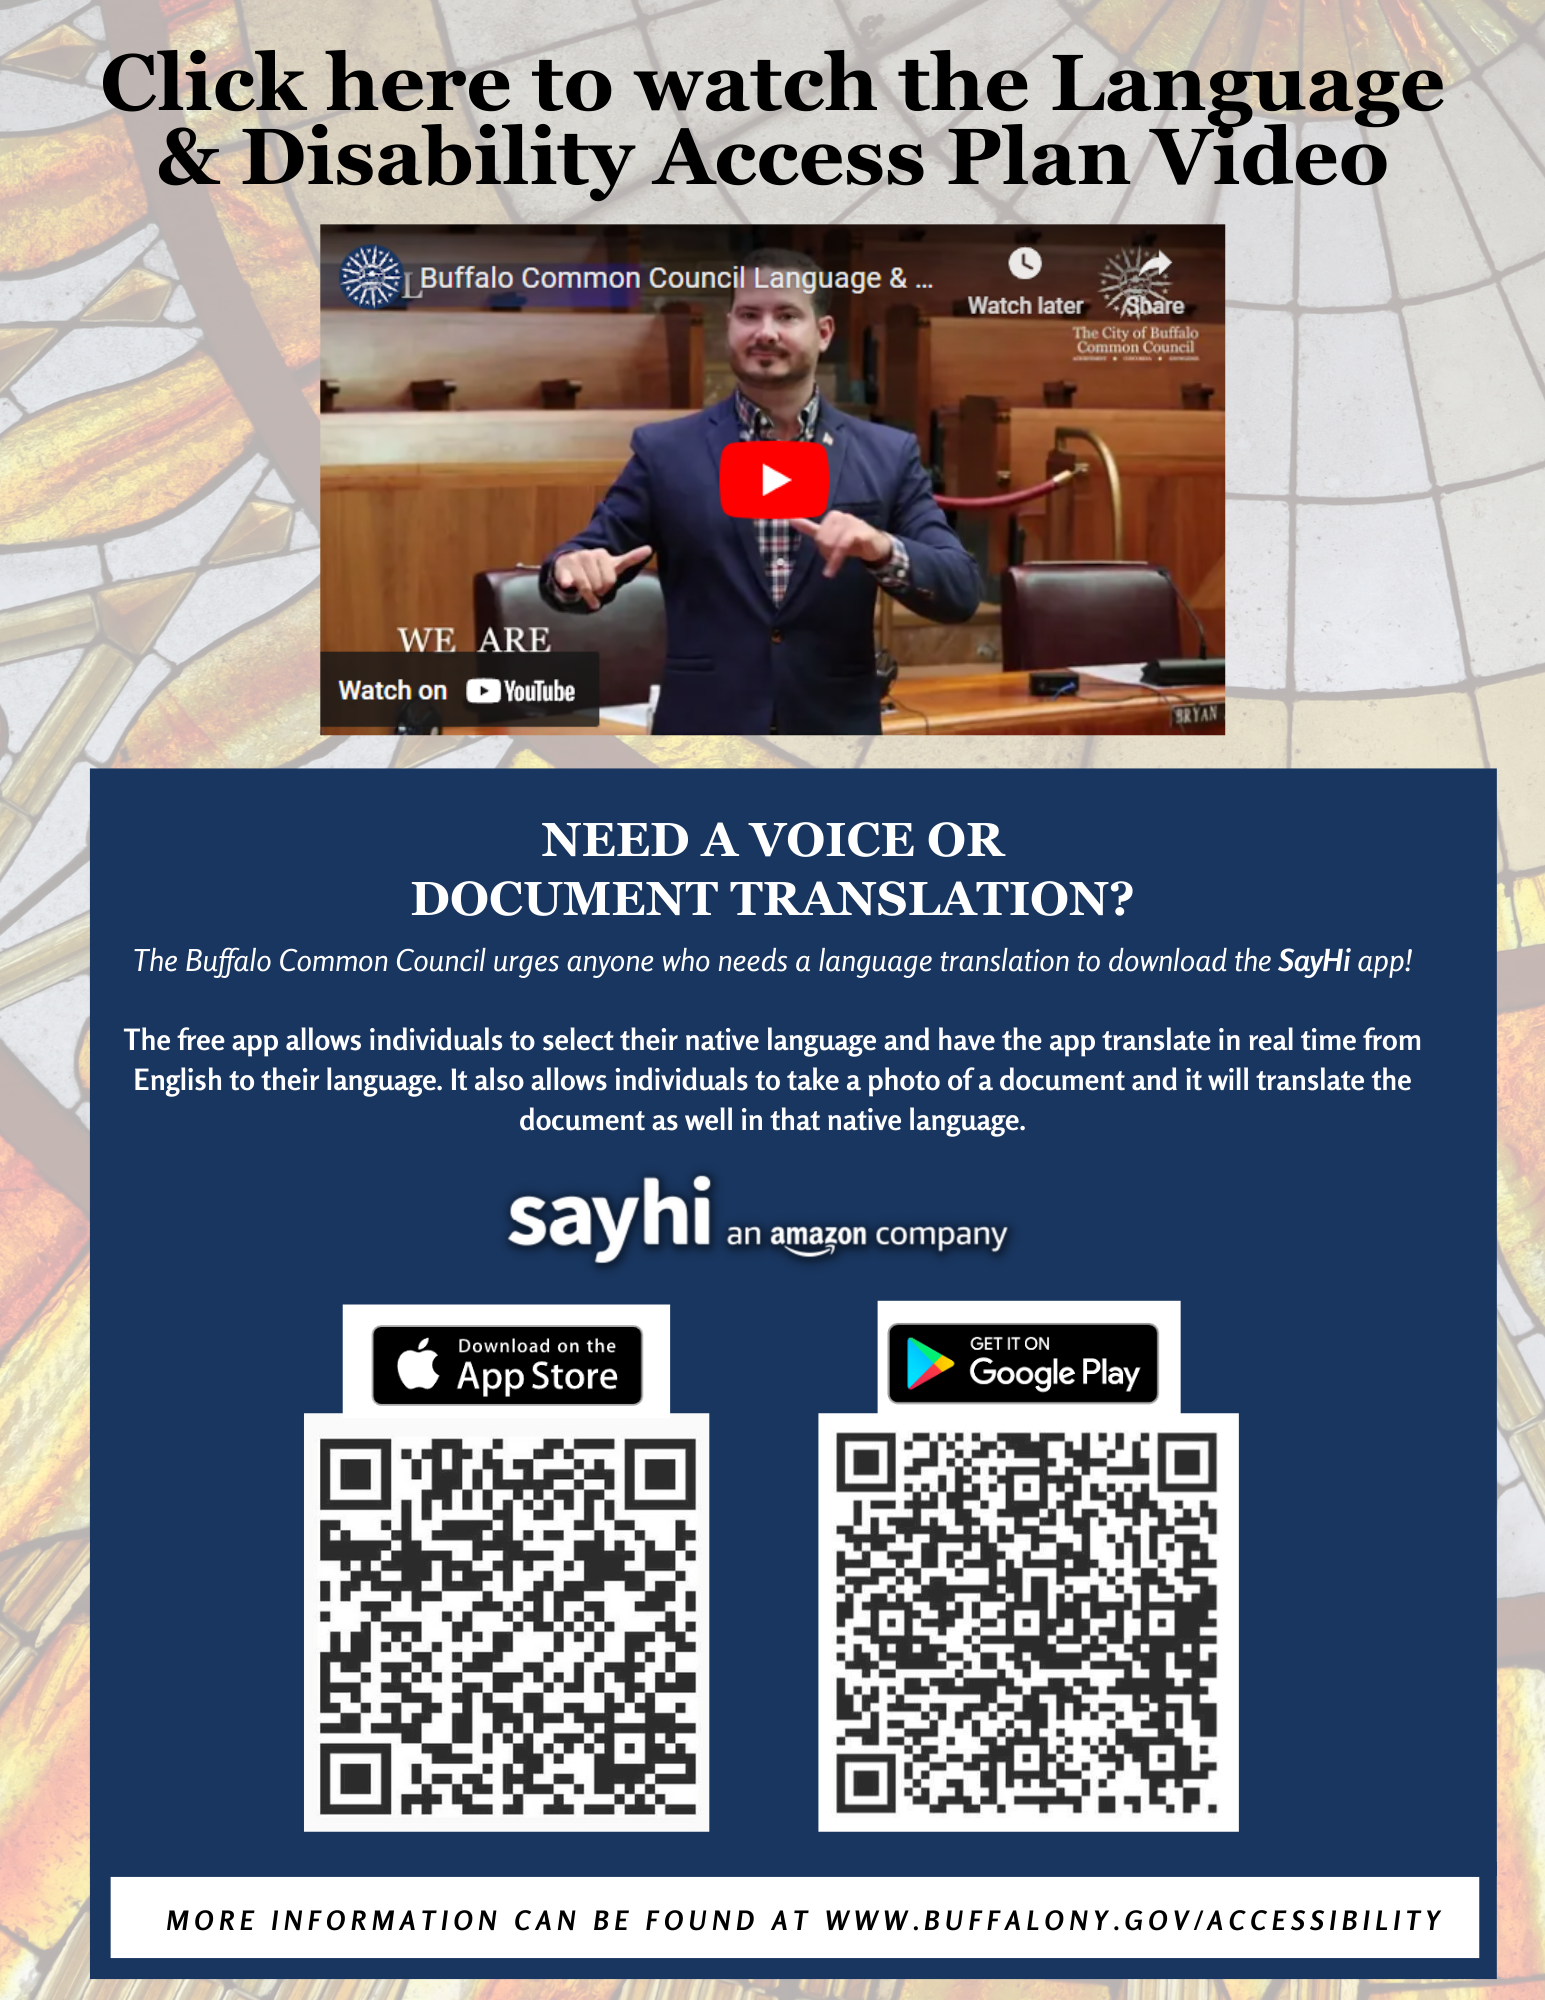 Click here to watch the Language
& Disability Access Plan Video
Buffalo Common Council Language & ...
Watch later
Share
The City of Buffalo
Common Council
WE ARE
Watch on YouTube
BRYAN
NEED A VOICE OR
DOCUMENT TRANSLATION?
The Buffalo Common Council urges anyone who needs a language translation to download the SayHi app!
The free app allows individuals to select their native language and have the app translate in real time from
English to their language. It also allows individuals to take a photo of a document and it will translate the
document as well in that native language.
sayhi an amazon company
Download on the
App Store
GET IT ON
Google Play
MORE INFORMATION CAN BE FOUND AT WWW.BUFFALONY.GOV/ACCESSIBILITY